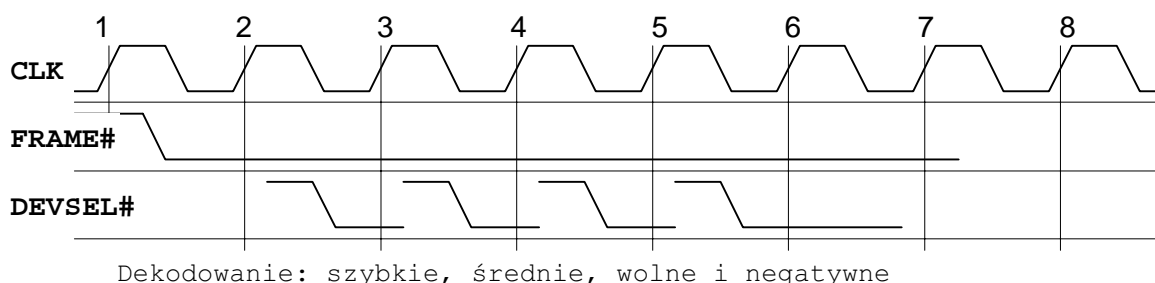 1 2 3 4 5 6 7 8
CLK
FRAME#
DEVSEL#
Dekodowanie: szybkie, średnie, wolne i negatywne